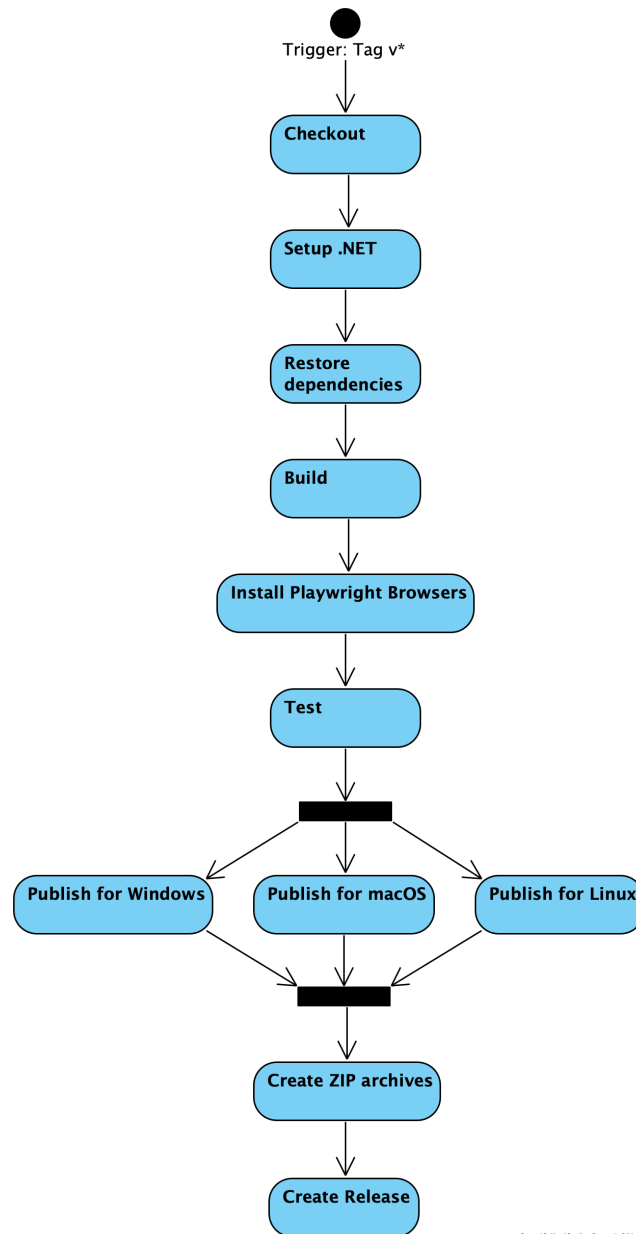 Trigger: Tag v*
Checkout
Setup .NET
Restore
dependencies
Build
Install Playwright Browsers
Test
Publish for Windows
Publish for macOS
Publish for Linux
Create ZIP archives
Create Release